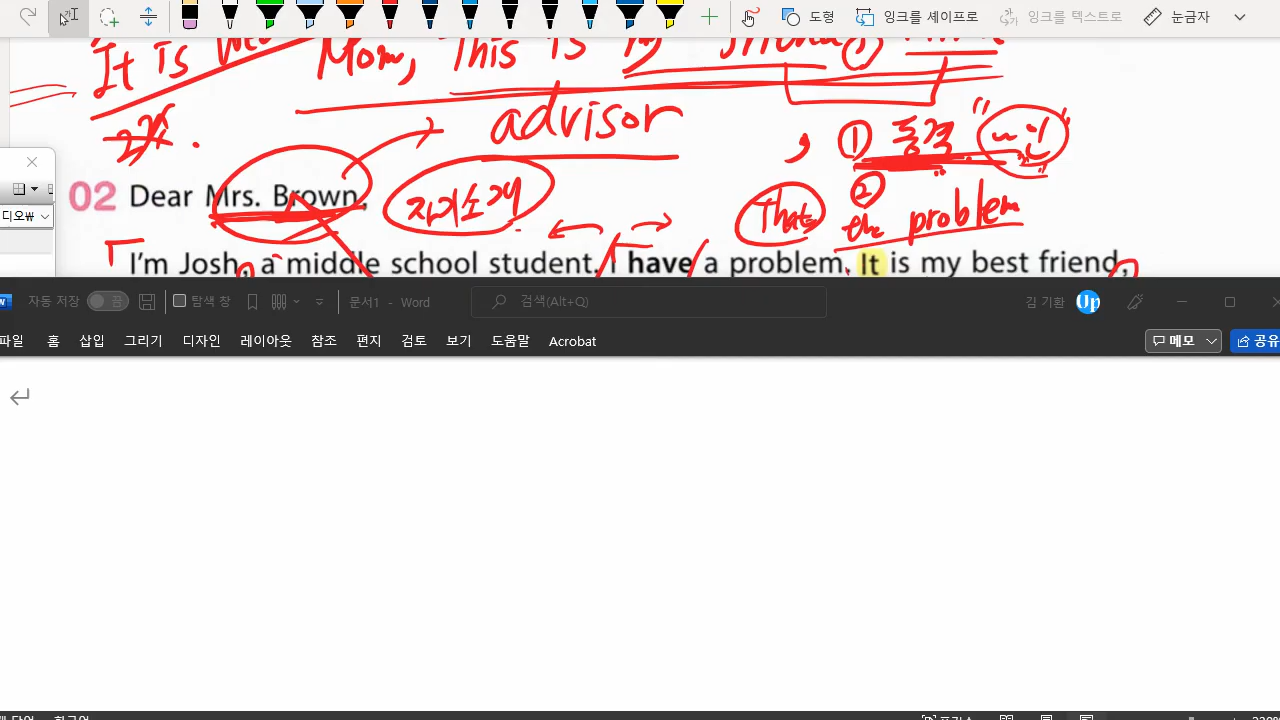 도형
잉크를 셰이프로
잉크를 텍스트로
눈금자
It is
Mom, This is my friend
advisor
, ① 동격
②
02 Dear Mrs. Brown,
자기소개
That's the problem
디오
I'm Josh, a middle school student. I have a problem. It is my best friend,
자동 저장 끔 탐색 창 문서1 - Word 검색(Alt+Q) 김 기환 Up
파일 홈 삽입 그리기 디자인 레이아웃 참조 편지 검토 보기 도움말 Acrobat 메모 공유